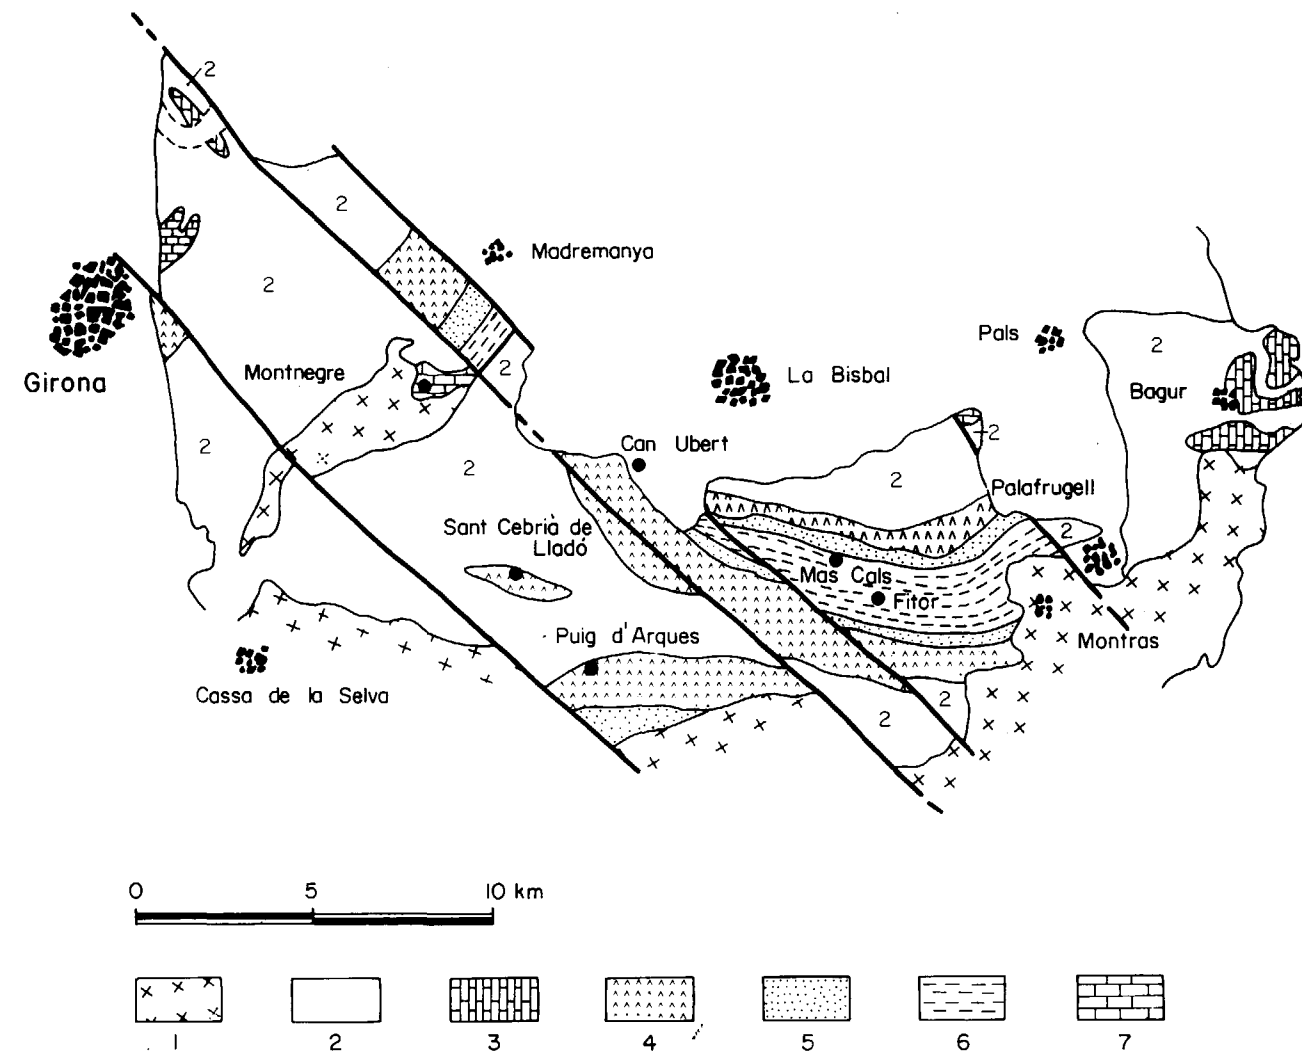 2
2
Madremanya
2
Pals
2
Girona
Montnegre
2
La Bisbal
Bagur
2
Can Ubert
2
2
2
Palafrugell
Sant Cebrià de
Lladó
2
Mas Cals
Fitor
Puig d'Arques
Montras
Cassa de la Selva
2
2
0 5 10 km
1 2 3 4 5 6 7